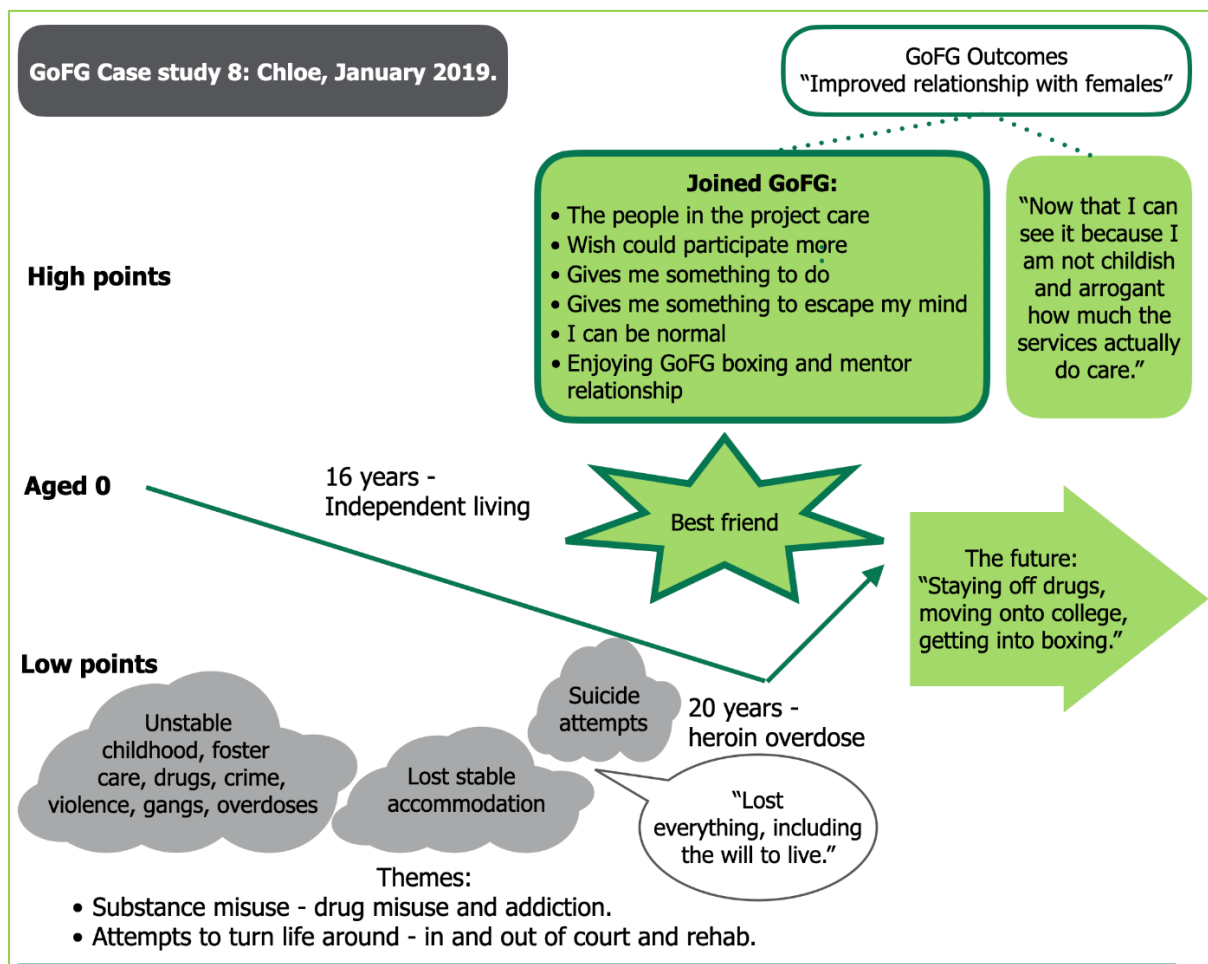 GoFG Case study 8: Chloe, January 2019.
GoFG Outcomes
“Improved relationship with females”
High points
Joined GoFG:
• The people in the project care
• Wish could participate more
• Gives me something to do
• Gives me something to escape my mind
• I can be normal
• Enjoying GoFG boxing and mentor
relationship
“Now that I can
see it because I
am not childish
and arrogant
how much the
services actually
do care.”
Aged 0
16 years -
Independent living
Best friend
The future:
“Staying off drugs,
moving onto college,
getting into boxing.”
Low points
Unstable
childhood, foster
care, drugs, crime,
violence, gangs, overdoses
Lost stable
accommodation
Suicide
attempts
20 years -
heroin overdose
“Lost
everything, including
the will to live.”
Themes:
• Substance misuse - drug misuse and addiction.
• Attempts to turn life around - in and out of court and rehab.